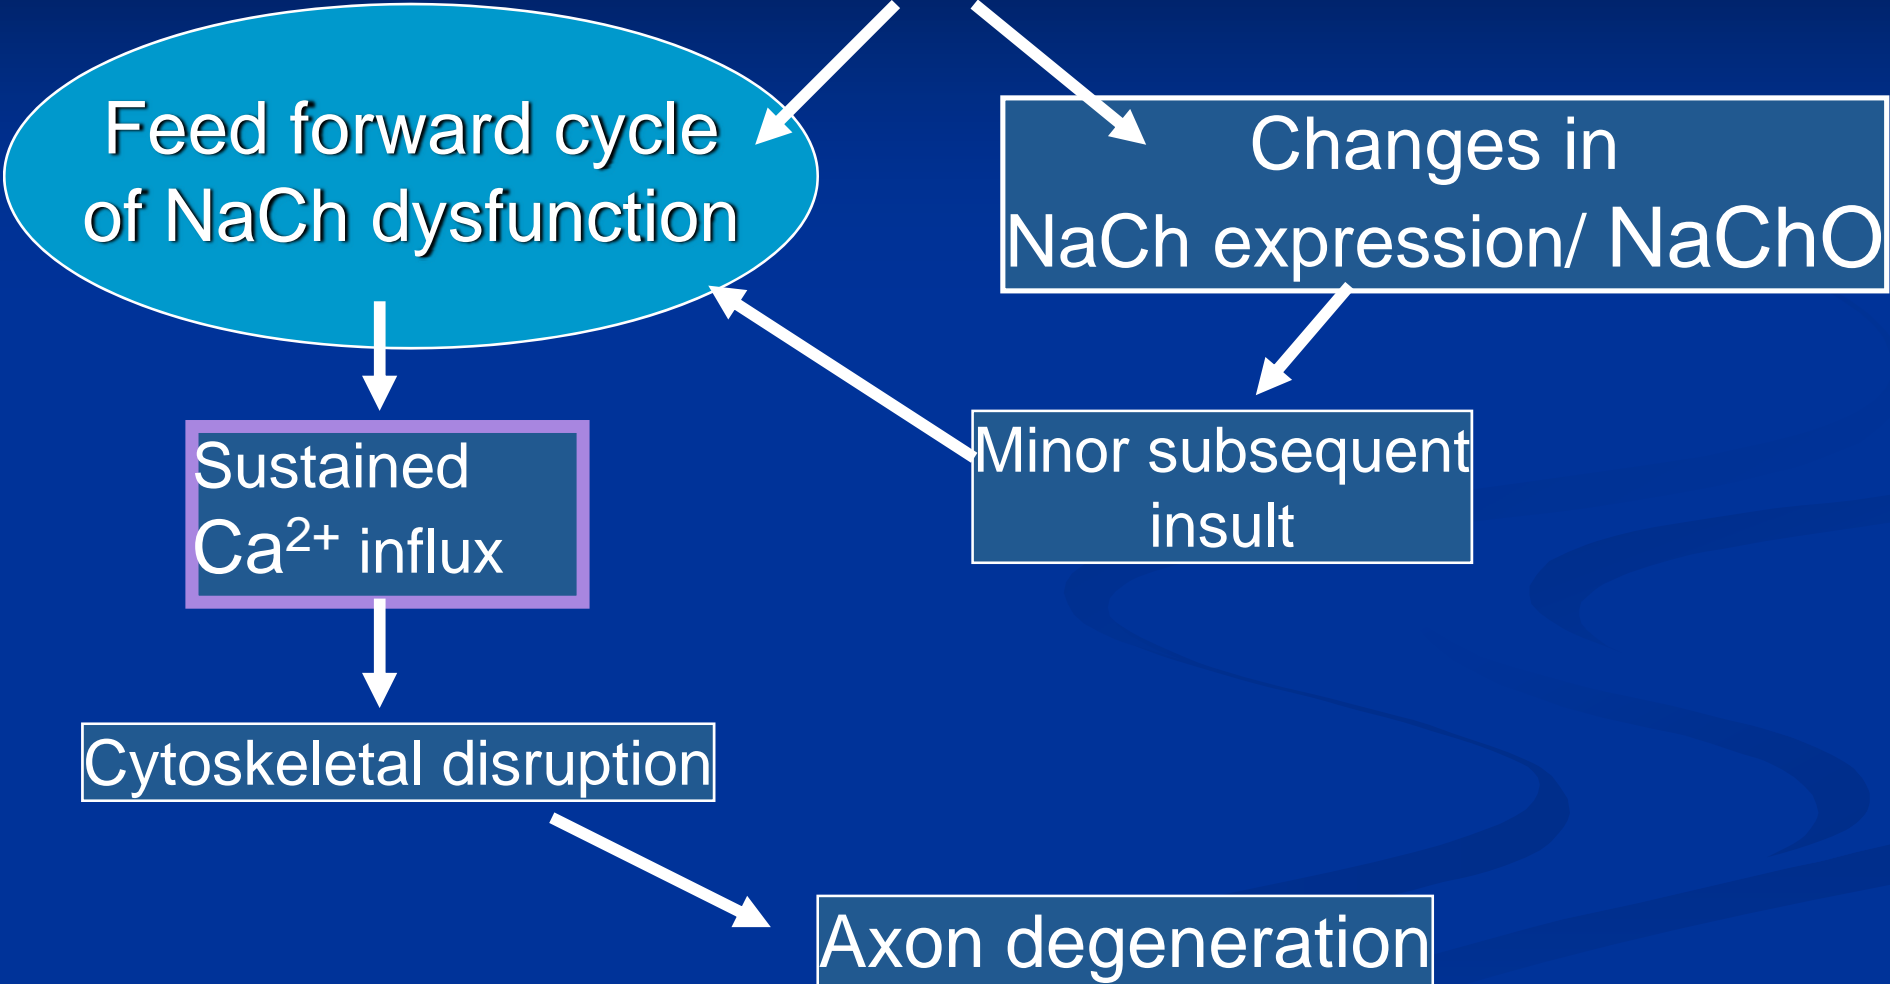 Feed forward cycle
of NaCh dysfunction
Changes in
NaCh expression/ NaChO
Sustained
Ca²⁺ influx
Minor subsequent
insult
Cytoskeletal disruption
Axon degeneration